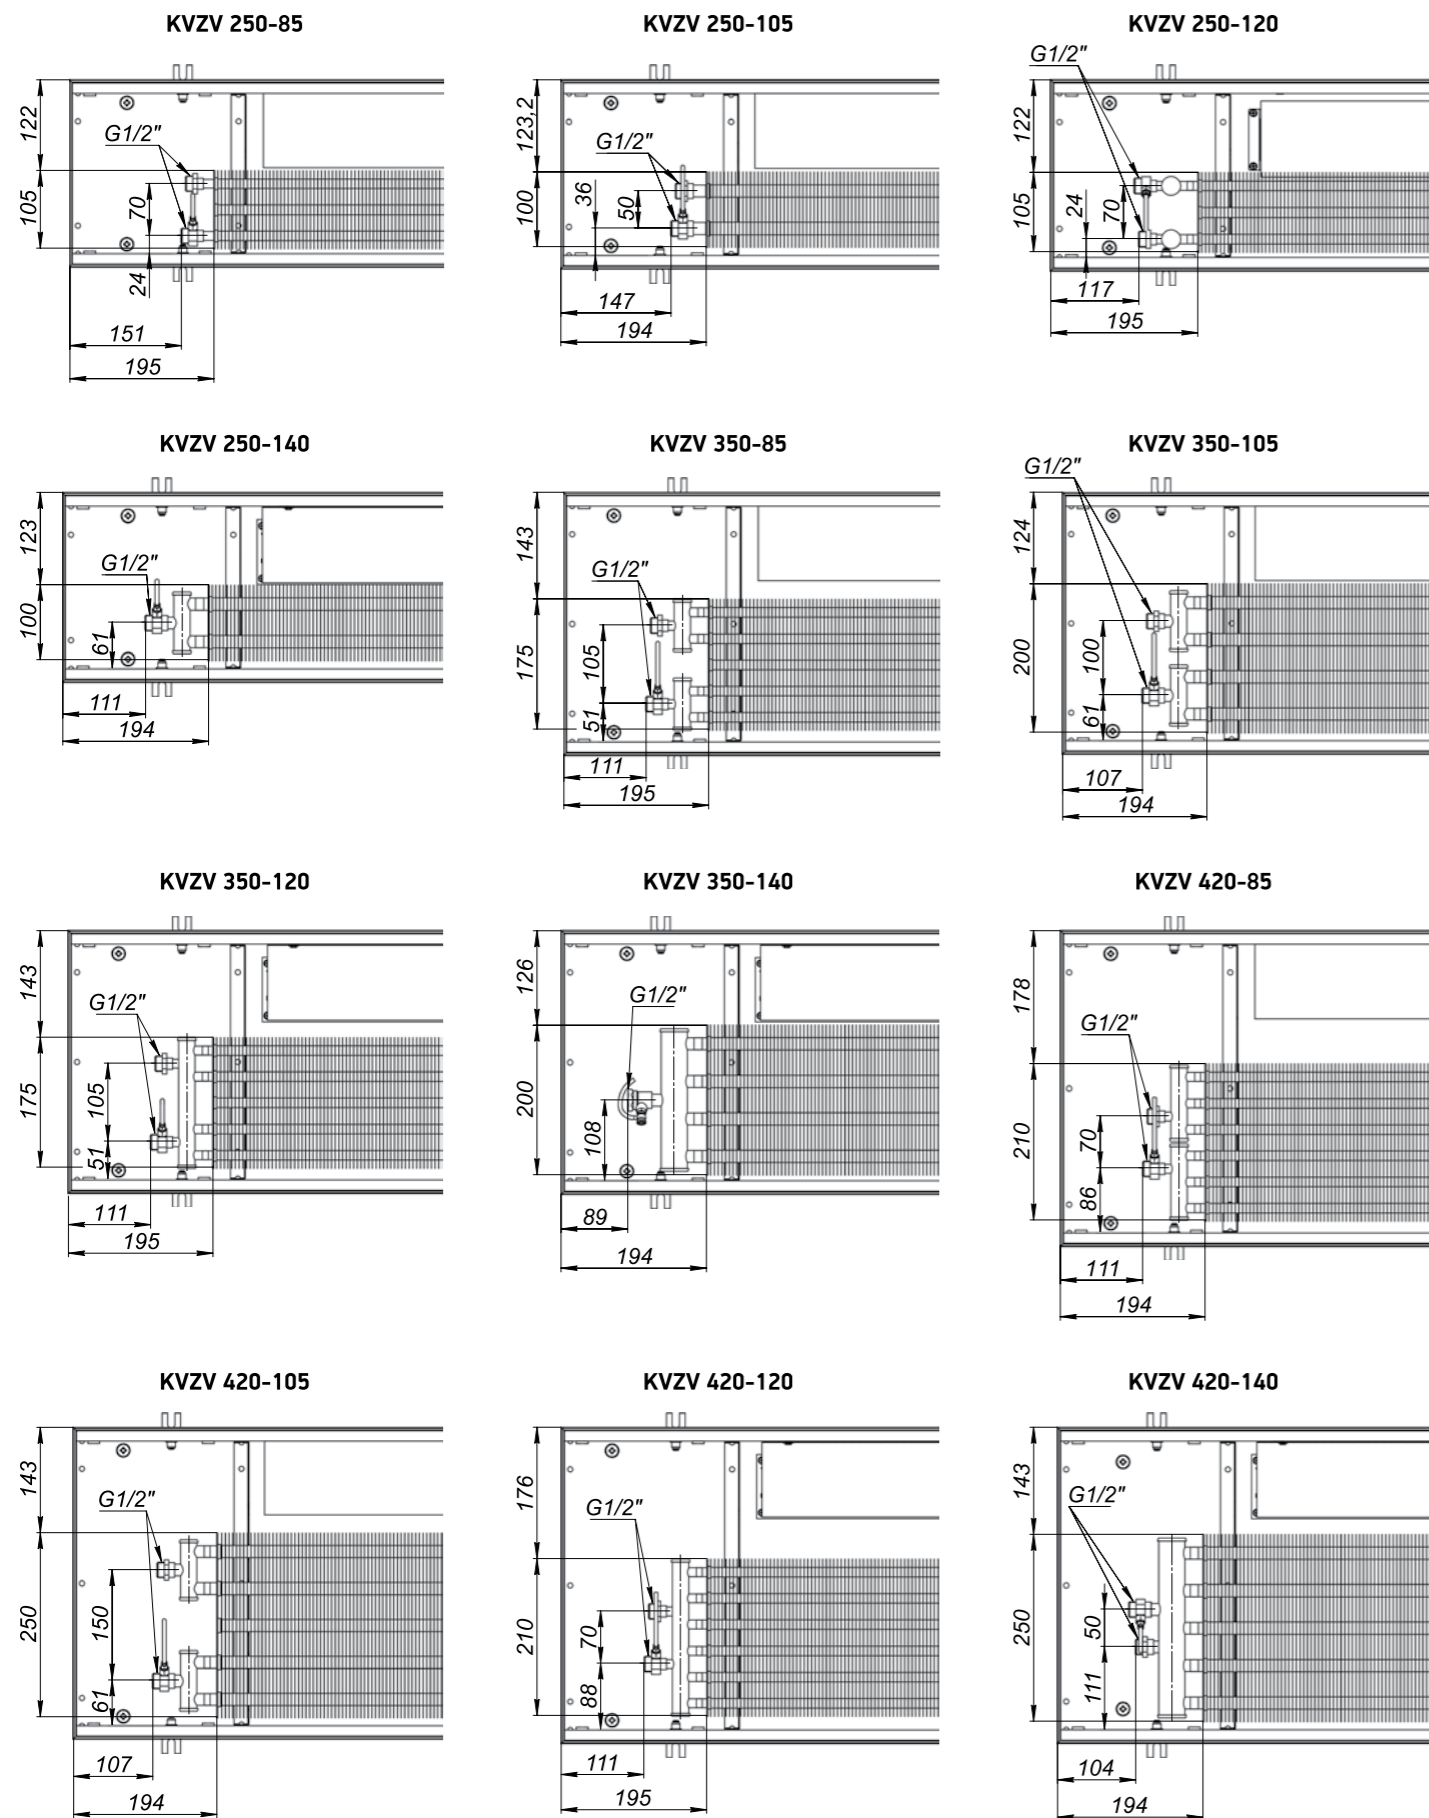 KVZV 250-85
G1/2"
122
105
70
24
151
195
KVZV 250-105
G1/2"
123,2
100
36
50
147
194
KVZV 250-120
G1/2"
122
105
24
70
117
195
KVZV 250-140
G1/2"
123
100
61
111
194
KVZV 350-85
G1/2"
143
175
105
51
111
195
KVZV 350-105
G1/2"
124
200
100
61
107
194
KVZV 350-120
G1/2"
143
175
105
51
111
195
KVZV 350-140
G1/2"
126
200
108
89
194
KVZV 420-85
G1/2"
178
210
70
86
111
194
KVZV 420-105
G1/2"
143
250
150
61
107
194
KVZV 420-120
G1/2"
176
210
70
88
111
195
KVZV 420-140
G1/2"
143
250
50
111
104
194